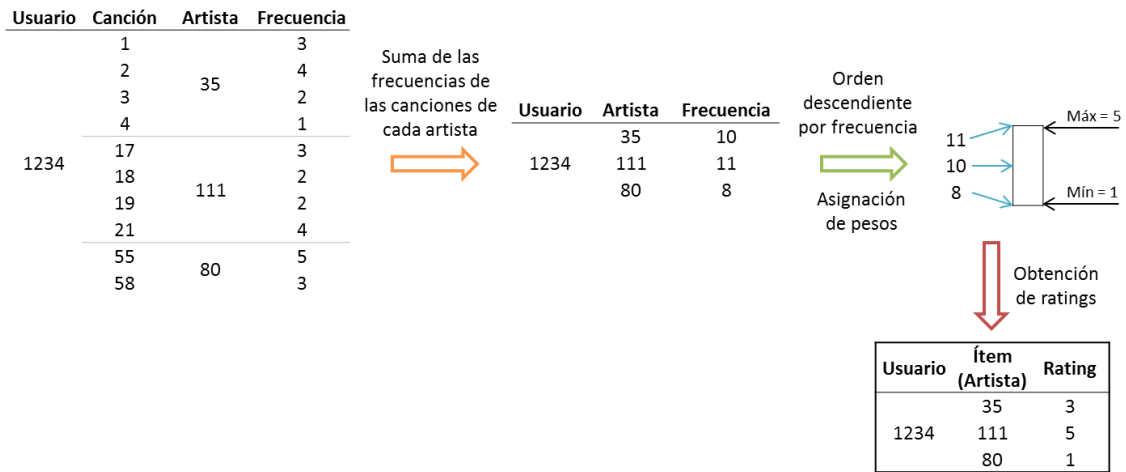 Usuario Canción Artista Frecuencia
1 3
2 4
35
3 2
4 1
17 3
1234
18 2
111
19 2
21 4
55 5
80
58 3
Suma de las
frecuencias de
las canciones de
cada artista
Usuario Artista Frecuencia
35 10
1234 111 11
80 8
Orden
descendiente
por frecuencia
Asignación
de pesos
11
10
8
Máx = 5
Mín = 1
Obtención
de ratings
Usuario Ítem (Artista) Rating
35 3
1234 111 5
80 1